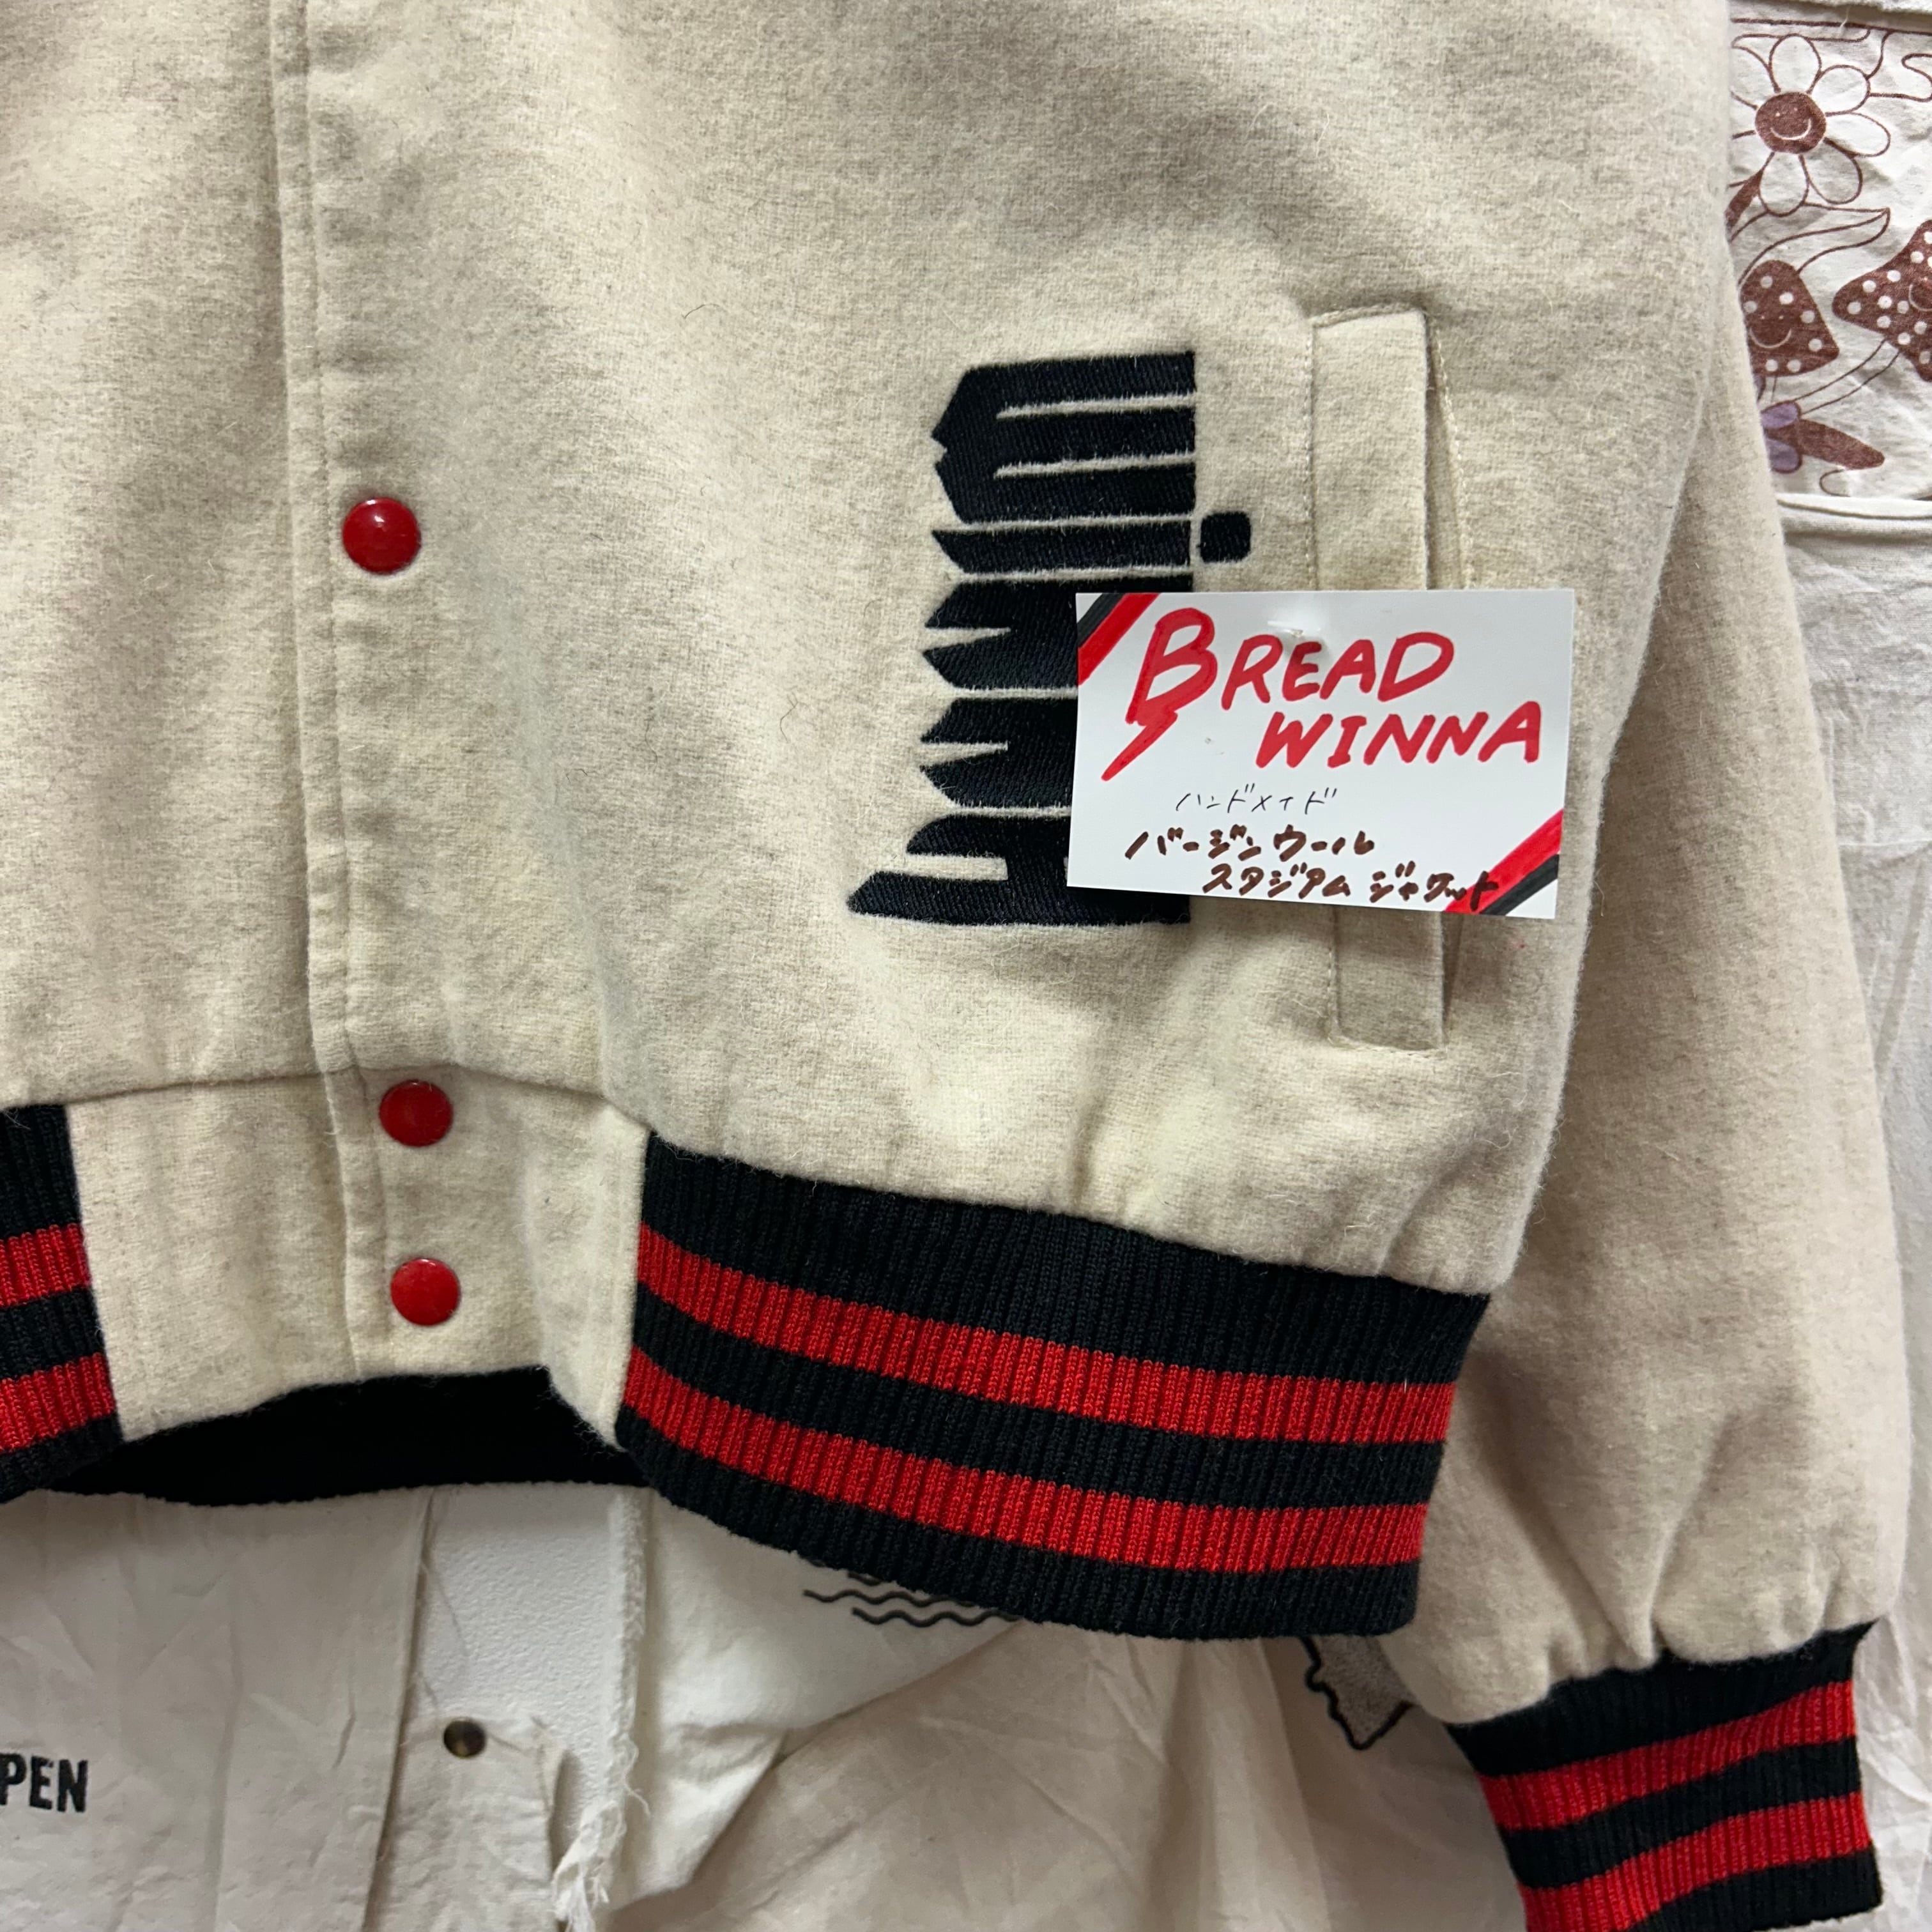 winna
BREAD
WINNA
ハンドメイド
バージンウール
スタジアム ジャケット
PEN